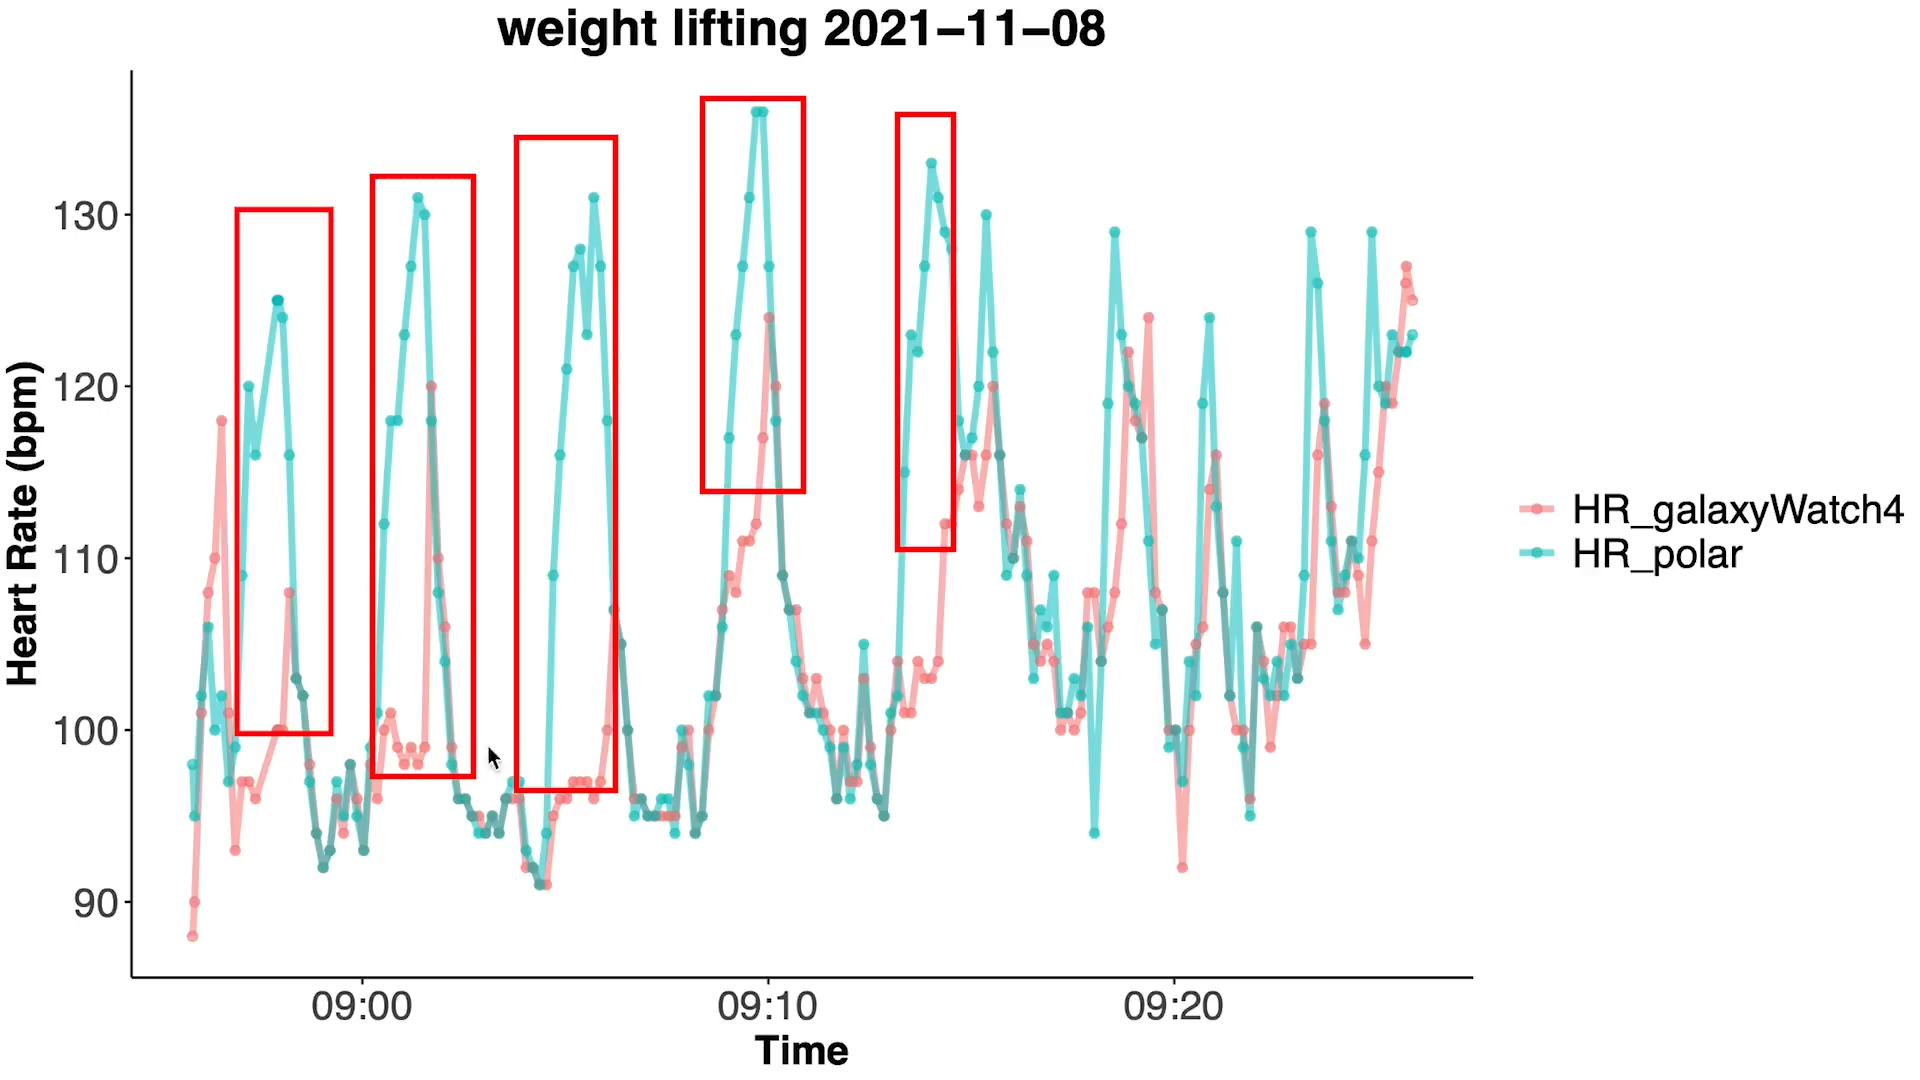 weight lifting 2021−11−08
Heart Rate (bpm)
130
120
110
100
90
09:00
09:10
09:20
Time
HR_galaxyWatch4
HR_polar